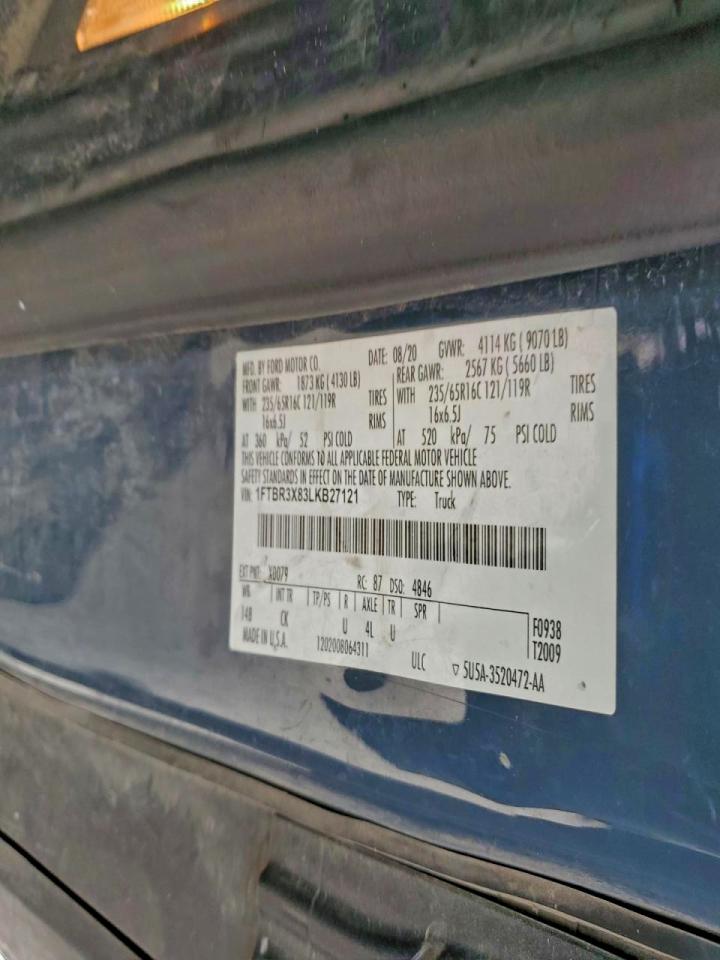 MFD. BY FORD MOTOR CO. DATE: 08/20 GVWR: 4114 KG ( 9070 LB)
FRONT GAWR: 1873 KG (4130 LB) REAR GAWR: 2567 KG ( 5660 LB)
WITH 235/65R16C 121/119R TIRES WITH 235/65R16C 121/119R TIRES
16x6.5J RIMS 16x6.5J RIMS
AT 360 kPa/ 52 PSI COLD AT 520 kPa/ 75 PSI COLD
THIS VEHICLE CONFORMS TO ALL APPLICABLE FEDERAL MOTOR VEHICLE
SAFETY STANDARDS IN EFFECT ON THE DATE OF MANUFACTURE SHOWN ABOVE.
VIN: 1FTBR3X83LKB27121 TYPE: Truck
EXT PNT: X0079 RC: 87 DSO: 4846
WB INT TR TP/PS R AXLE TR SPR
148 CK U 4L U F0938
MADE IN U.S.A. 1202008064311 T2009
ULC ▽ 5U5A-3520472-AA